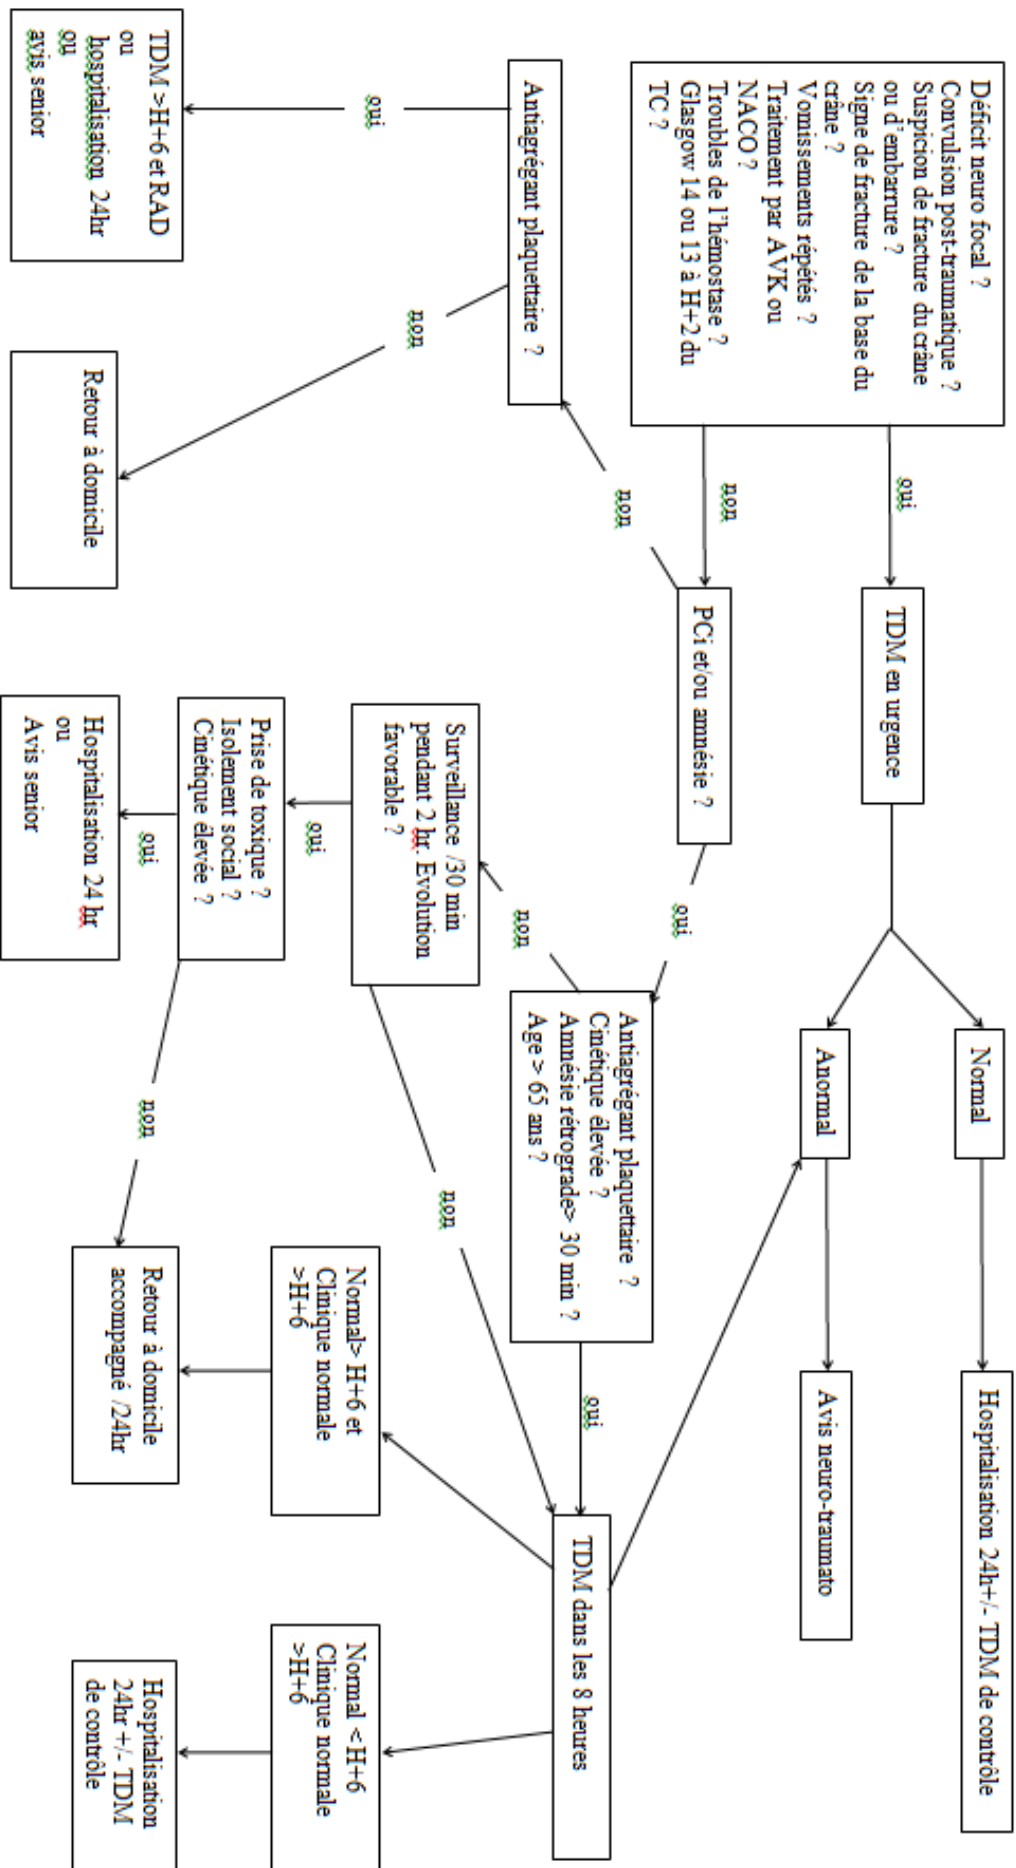 Déficit neuro focal ?
Convulsion post-traumatique ?
Suspicion de fracture du crâne
ou d'embarrure ?
Signe de fracture de la base du
crâne ?
Vomissements répétés ?
Traitement par AVK ou
NACO ?
Troubles de l'hémostase ?
Glasgow 14 ou 13 à H+2 du
TC ?
oui
TDM en urgence
Normal
Hospitalisation 24h+/- TDM de contrôle
Anormal
Avis neuro-traumato
non
PCi et/ou amnésie ?
oui
Antiagrégant plaquettaire ?
Cinétique élevée ?
Amnésie rétrograde> 30 min ?
Age > 65 ans ?
oui
TDM dans les 8 heures
non
Antiagrégant plaquettaire ?
non
Surveillance /30 min
pendant 2 hr. Evolution
favorable ?
non
Normal> H+6 et
Clinique normale
>H+6
Normal < H+6
Clinique normale
>H+6
oui
TDM >H+6 et RAD
ou
hospitalisation 24hr
ou
avis senior
non
Retour à domicile
oui
Prise de toxique ?
Isolement social ?
Cinétique élevée ?
oui
Hospitalisation 24 hr
ou
Avis senior
non
Retour à domicile
accompagné /24hr
Hospitalisation
24hr +/- TDM
de contrôle